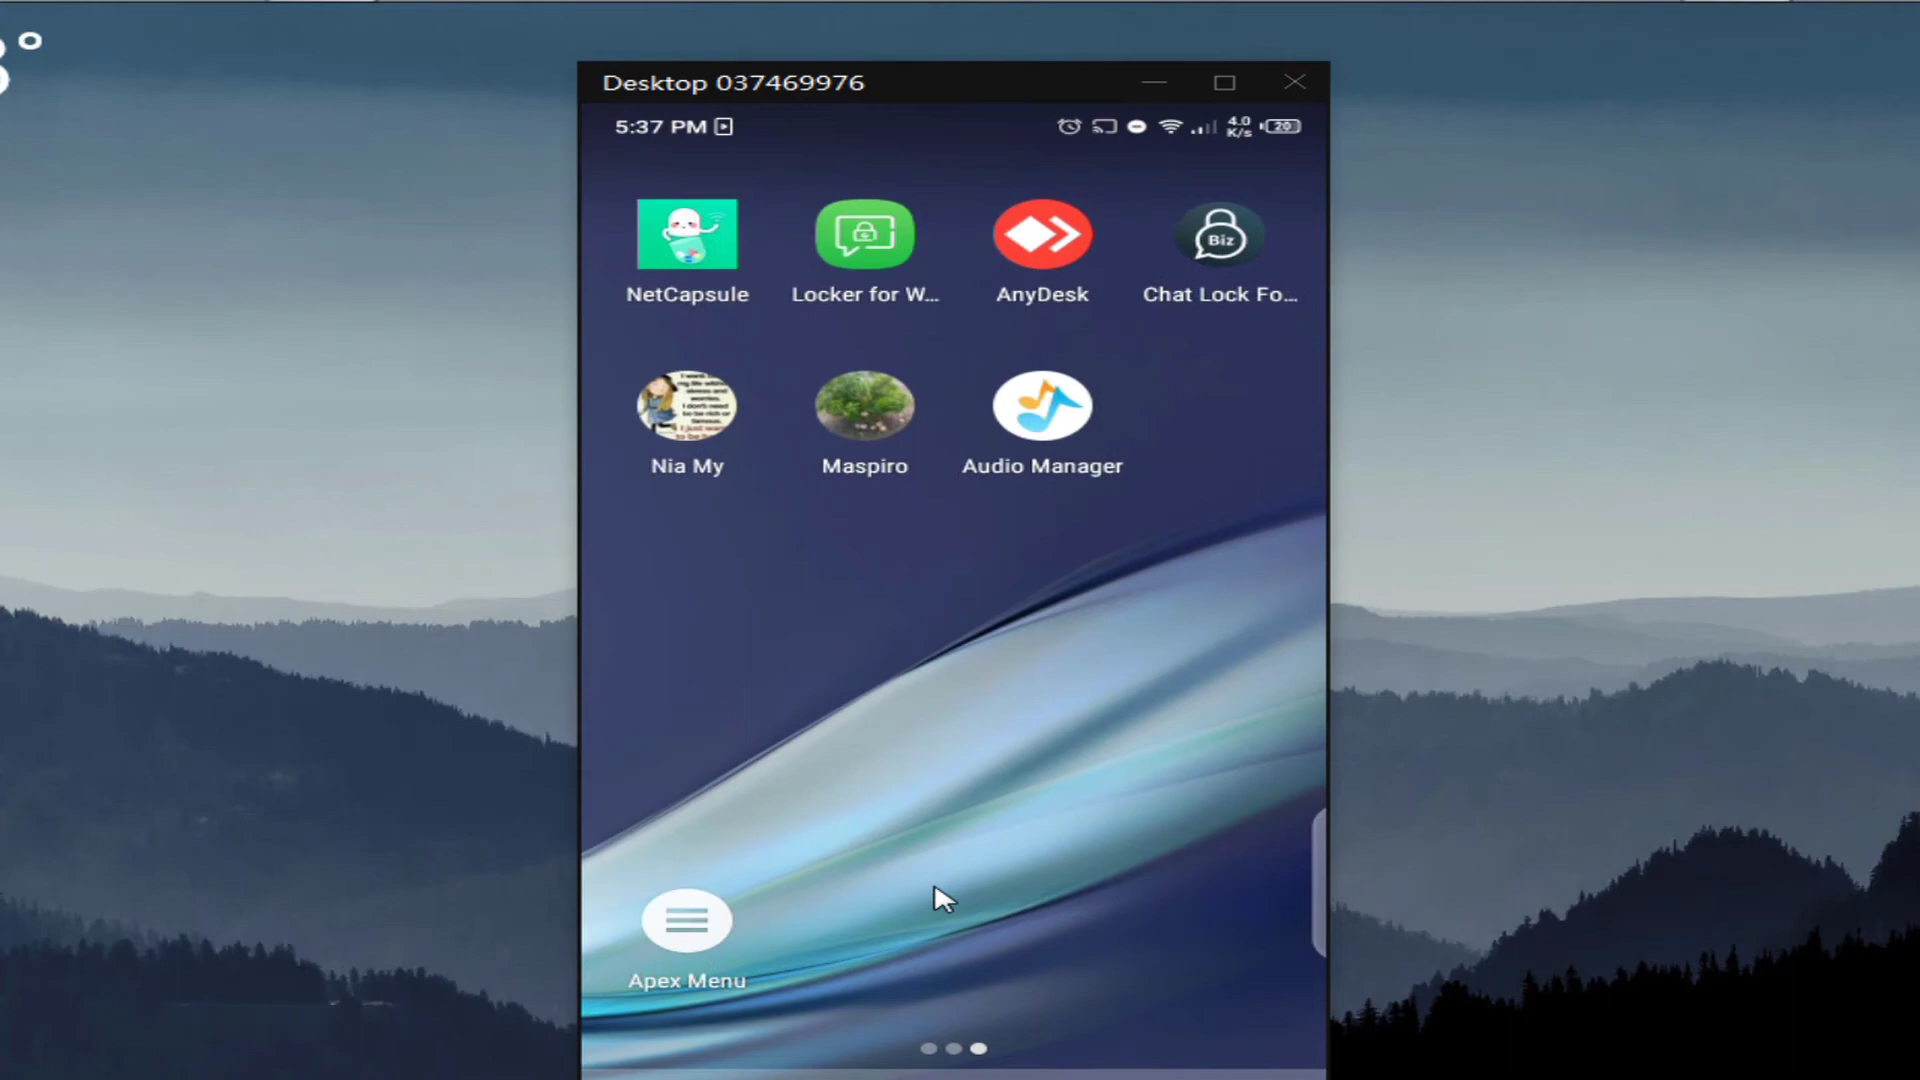 Desktop 037469976
5:37 PM
4.0
K/s
20
Biz
NetCapsule
Locker for W...
AnyDesk
Chat Lock Fo...
Nia My
Maspiro
Audio Manager
Apex Menu